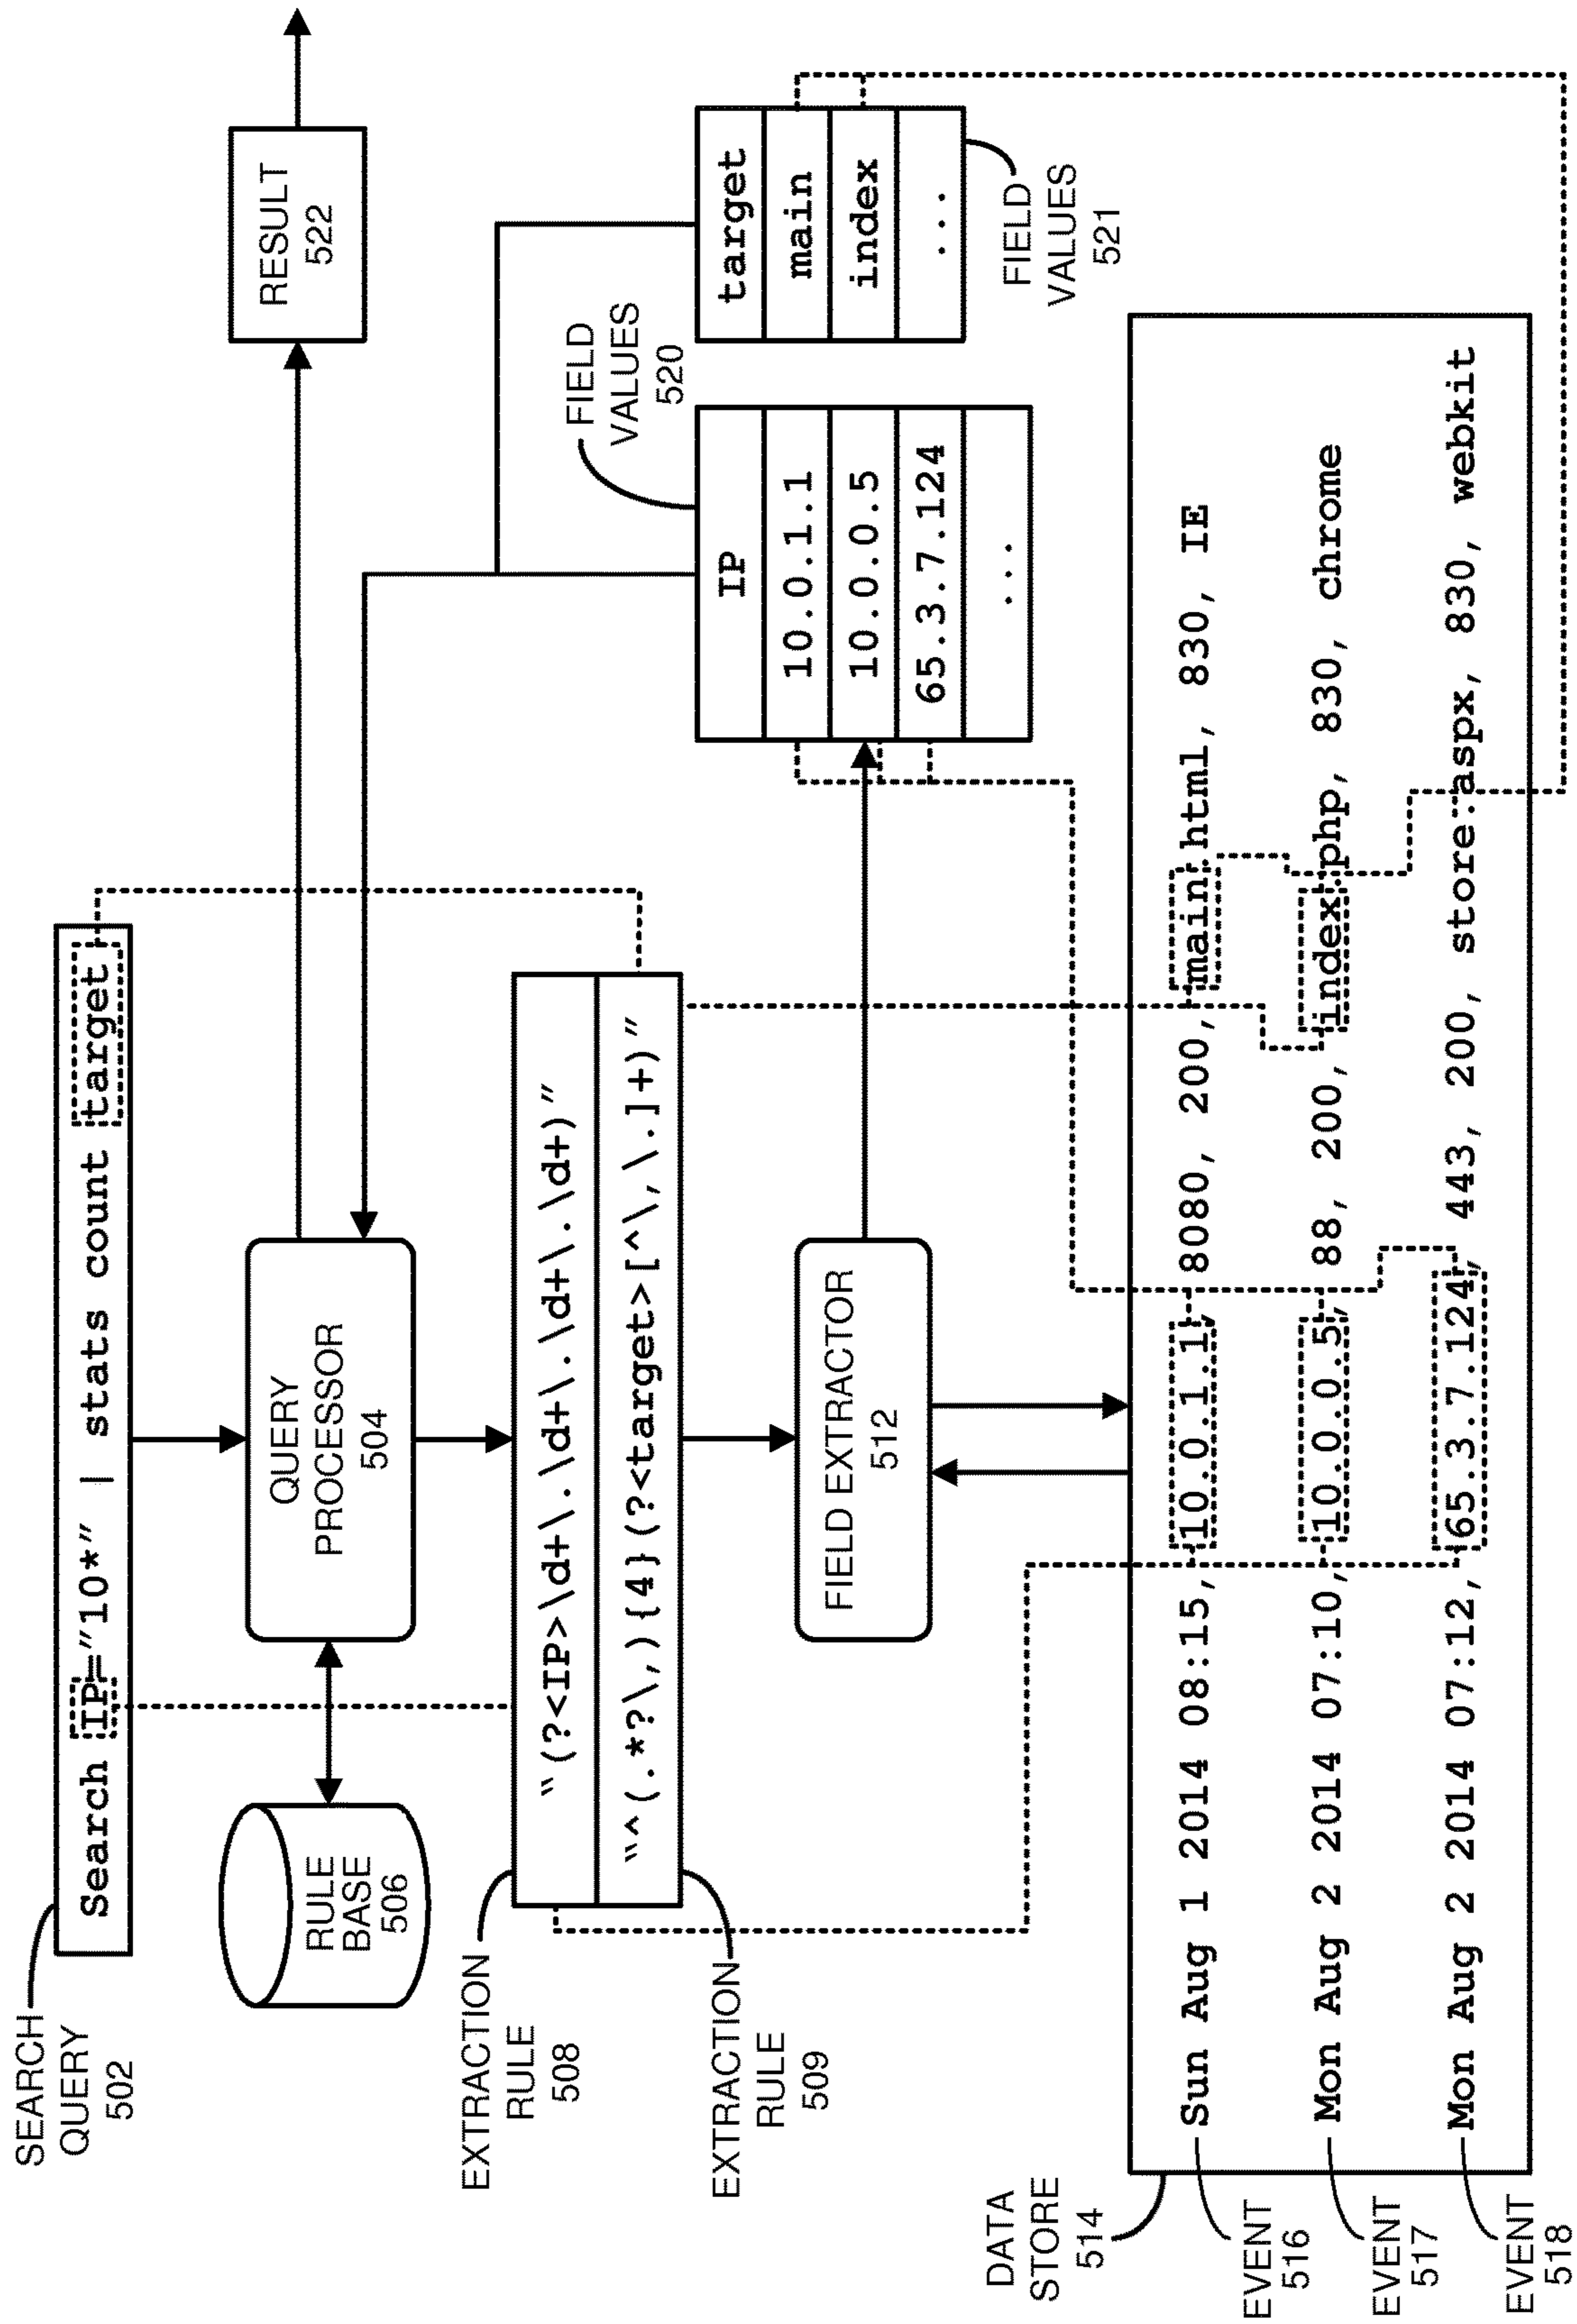 SEARCH
QUERY
502
Search IP="10*" | stats count target
RULE
BASE
506
QUERY
PROCESSOR
504
RESULT
522
EXTRACTION
RULE
508
"(?<IP>\d+\.\d+\.\d+\.\d+)"
"^(.*?\,){4}(?<target>[^\,\.]+)"
EXTRACTION
RULE
509
FIELD EXTRACTOR
512
FIELD
VALUES
520
IP
10.0.1.1
10.0.0.5
65.3.7.124
...
target
main
index
...
FIELD
VALUES
521
DATA
STORE
514
Sun Aug 1 2014 08:15, 10.0.1.1, 8080, 200, main.html, 830, IE
Mon Aug 2 2014 07:10, 10.0.0.5, 88, 200, index.php, 830, chrome
Mon Aug 2 2014 07:12, 65.3.7.124, 443, 200, store.aspx, 830, webkit
EVENT
516
EVENT
517
EVENT
518